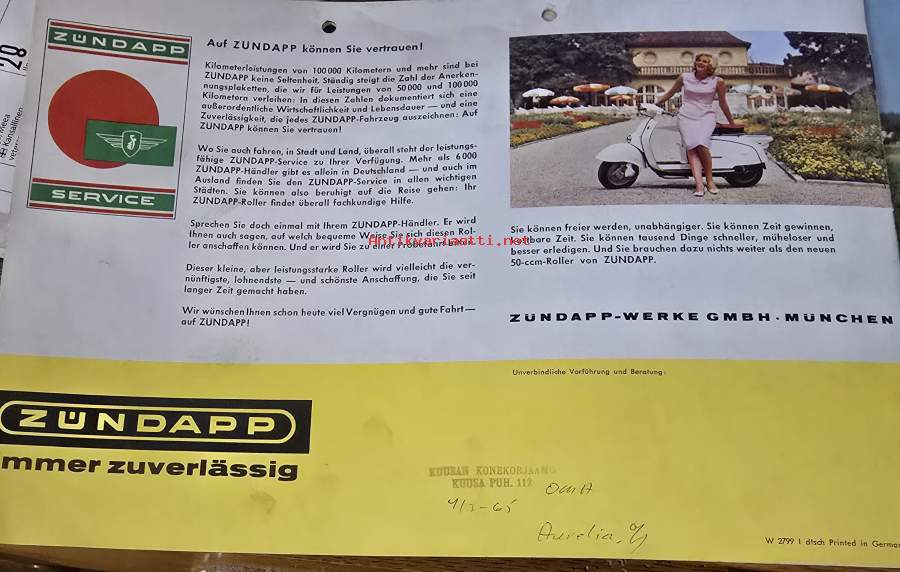 ZÜNDAPP
SERVICE
Auf ZÜNDAPP können Sie vertrauen!
Kilometerleistungen von 100000 Kilometern und mehr sind bei
ZÜNDAPP keine Seltenheit. Ständig steigt die Zahl der Anerken-
nungsplaketten, die wir für Leistungen von 50000 und 100000
Kilometern verleihen: In diesen Zahlen dokumentiert sich eine
außerordentliche Wirtschaftlichkeit und Lebensdauer — und eine
Zuverlässigkeit, die jedes ZÜNDAPP-Fahrzeug auszeichnen: Auf
ZÜNDAPP können Sie vertrauen!
Wo Sie auch fahren, in Stadt und Land, überall steht der leistungs-
fähige ZÜNDAPP-Service zu Ihrer Verfügung. Mehr als 6000
ZÜNDAPP-Händler gibt es allein in Deutschland — und auch im
Ausland finden Sie den ZÜNDAPP-Service in allen wichtigen
Städten. Sie können also beruhigt auf die Reise gehen: Ihr
ZÜNDAPP-Roller findet überall fachkundige Hilfe.
Sprechen Sie doch einmal mit Ihrem ZÜNDAPP-Händler. Er wird
Ihnen auch sagen, auf welch bequeme Weise Sie sich diesen Rol-
ler anschaffen können. Und er wird Sie zu einer Probefahrt
Dieser kleine, aber leistungsstarke Roller wird vielleicht die ver-
nünftigste, lohnendste — und schönste Anschaffung, die Sie seit
langer Zeit gemacht haben.
Wir wünschen Ihnen schon heute viel Vergnügen und gute Fahrt —
auf ZÜNDAPP!
Antikvariaatti.net
Sie können freier werden, unabhängiger. Sie können Zeit gewinnen,
kostbare Zeit. Sie können tausend Dinge schneller, müheloser und
besser erledigen. Und Sie brauchen dazu nichts weiter als den neuen
50-ccm-Roller von ZÜNDAPP.
ZÜNDAPP-WERKE GMBH · MÜNCHEN
Unverbindliche Vorführung und Beratung:
ZÜNDAPP
immer zuverlässig
KUUSAN KONEKORJAAMO
KUUSA PUH. 112
OmA
4/3-65
Aurelia
W 2799 I. dtsch Printed in German
28